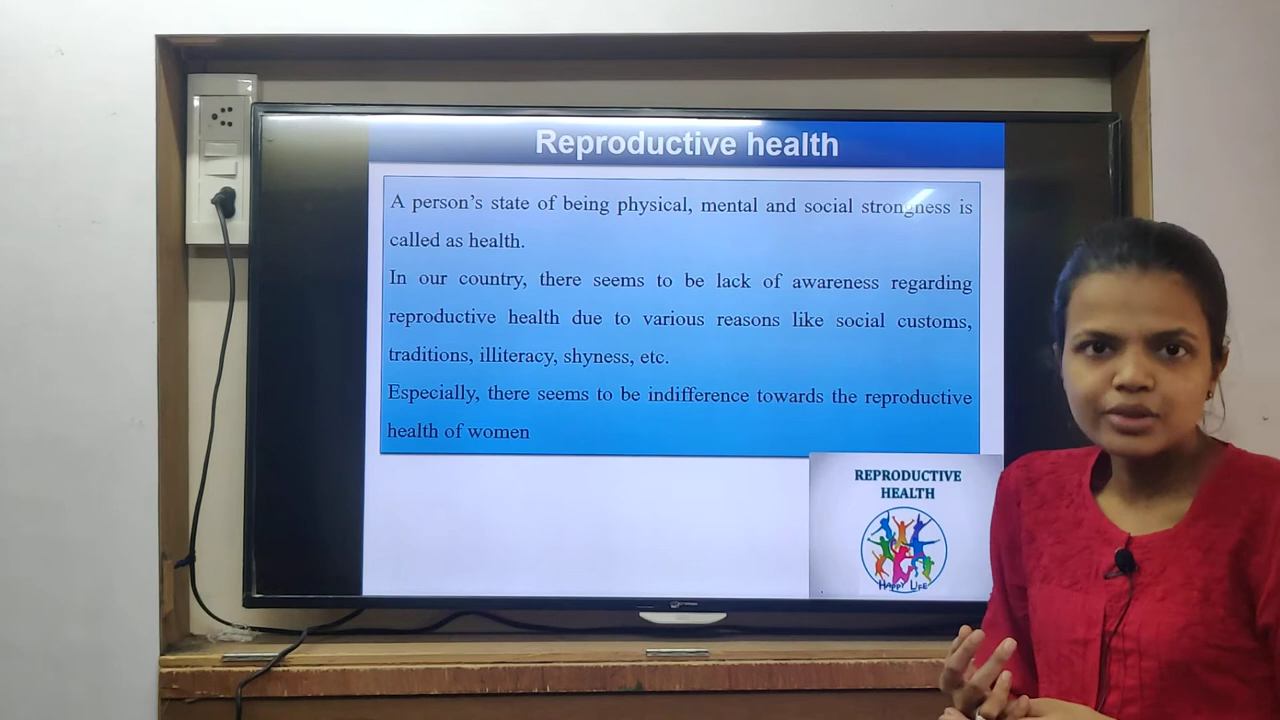 Reproductive health
A person's state of being physical, mental and social strongness is
called as health.
In our country, there seems to be lack of awareness regarding
reproductive health due to various reasons like social customs,
traditions, illiteracy, shyness, etc.
Especially, there seems to be indifference towards the reproductive
health of women
REPRODUCTIVE
HEALTH
HAPPY LIFE